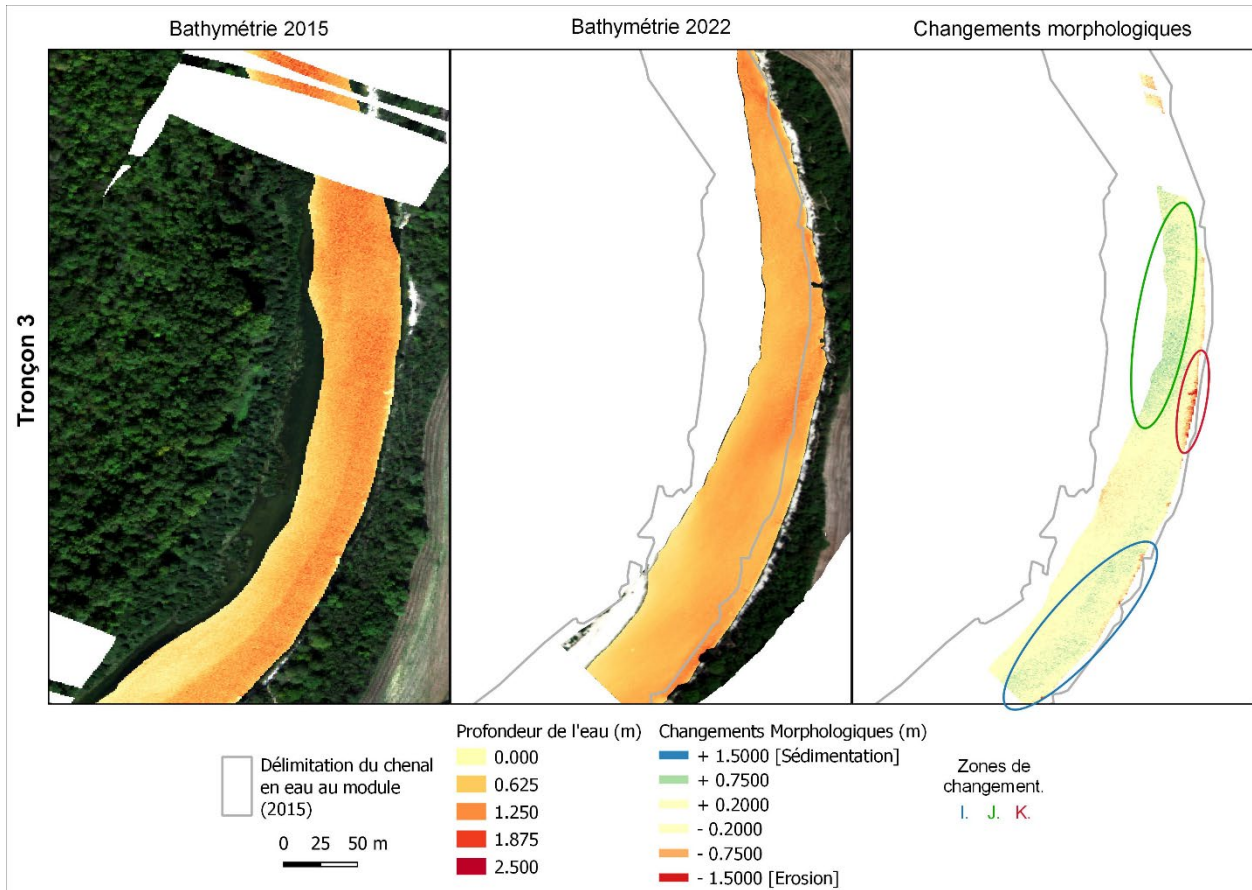 Bathymétrie 2015
Bathymétrie 2022
Changements morphologiques
Tronçon 3
Délimitation du chenal
en eau au module
(2015)
0 25 50 m
Profondeur de l'eau (m)
0.000
0.625
1.250
1.875
2.500
Changements Morphologiques (m)
+ 1.5000 [Sédimentation]
+ 0.7500
+ 0.2000
- 0.2000
- 0.7500
- 1.5000 [Erosion]
Zones de
changement.
I. J. K.